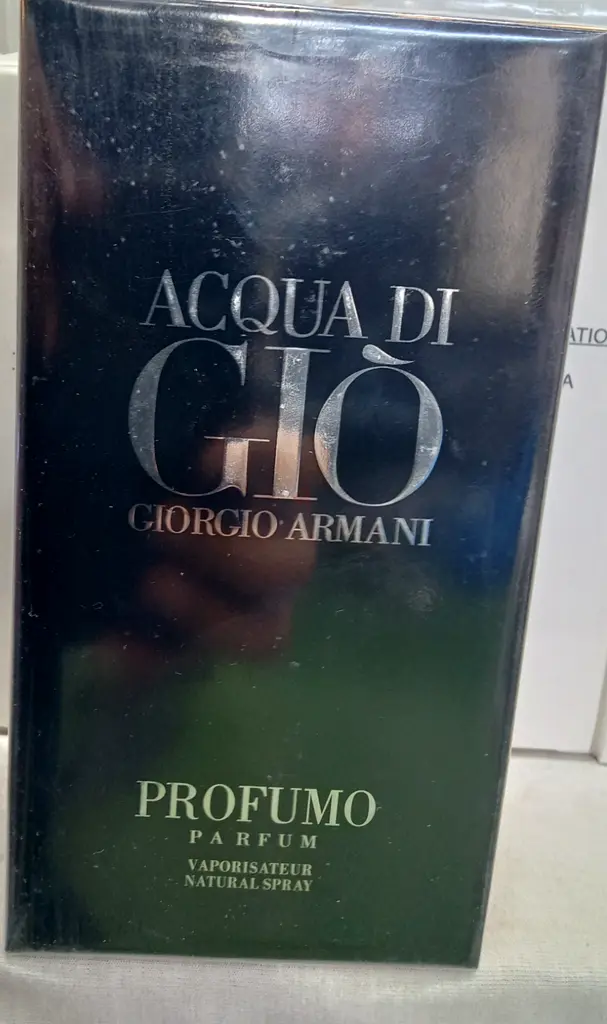 ACQUA DI
GIÒ
GIORGIO ARMANI
PROFUMO
PARFUM
VAPORISATEUR
NATURAL SPRAY